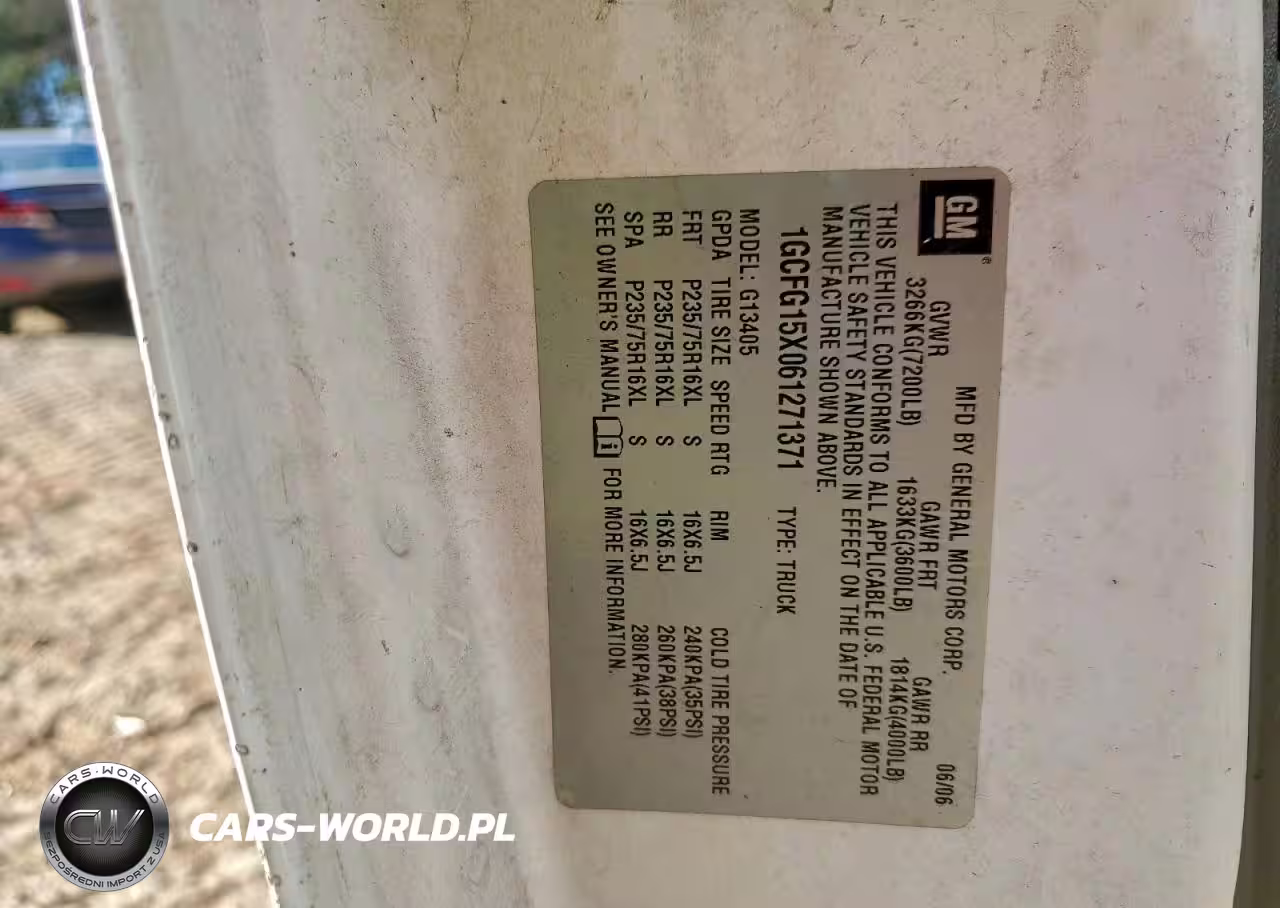 GM®
MFD BY GENERAL MOTORS CORP. 06/06
GVWR GAWR FRT GAWR RR
3266KG(7200LB) 1633KG(3600LB) 1814KG(4000LB)
THIS VEHICLE CONFORMS TO ALL APPLICABLE U.S. FEDERAL MOTOR
VEHICLE SAFETY STANDARDS IN EFFECT ON THE DATE OF
MANUFACTURE SHOWN ABOVE.
1GCFG15X061271371 TYPE: TRUCK
MODEL: G13405
GPDA TIRE SIZE SPEED RTG RIM COLD TIRE PRESSURE
FRT P235/75R16XL S 16X6.5J 240KPA(35PSI)
RR P235/75R16XL S 16X6.5J 260KPA(38PSI)
SPA P235/75R16XL S 16X6.5J 280KPA(41PSI)
SEE OWNER'S MANUAL i FOR MORE INFORMATION.
CARS-WORLD
CW
BEZPOŚREDNI IMPORT Z USA
CARS-WORLD.PL